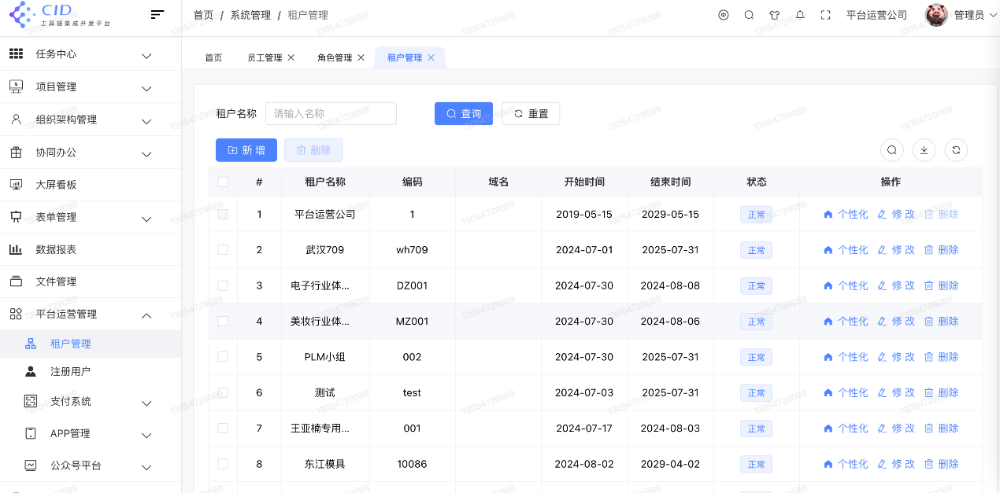 CID
工具链集成开发平台
首页 / 系统管理 / 租户管理
平台运营公司
管理员
任务中心
项目管理
组织架构管理
协同办公
大屏看板
表单管理
数据报表
文件管理
平台运营管理
租户管理
注册用户
支付系统
APP管理
公众号平台
首页 员工管理 角色管理 租户管理
租户名称 请输入名称 查询 重置
新 增 删除
# 租户名称 编码 域名 开始时间 结束时间 状态 操作
1 平台运营公司 1 2019-05-15 2029-05-15 正常 个性化 修 改 删除
2 武汉709 wh709 2024-07-01 2025-07-31 正常 个性化 修 改 删除
3 电子行业体... DZ001 2024-07-30 2024-08-08 正常 个性化 修 改 删除
4 美妆行业体... MZ001 2024-07-30 2024-08-06 正常 个性化 修 改 删除
5 PLM小组 002 2024-07-30 2025-07-31 正常 个性化 修 改 删除
6 测试 test 2024-07-03 2025-07-31 正常 个性化 修 改 删除
7 王亚楠专用... 001 2024-07-17 2024-08-03 正常 个性化 修 改 删除
8 东江模具 10086 2024-08-02 2029-04-02 正常 个性化 修 改 删除
13054729089